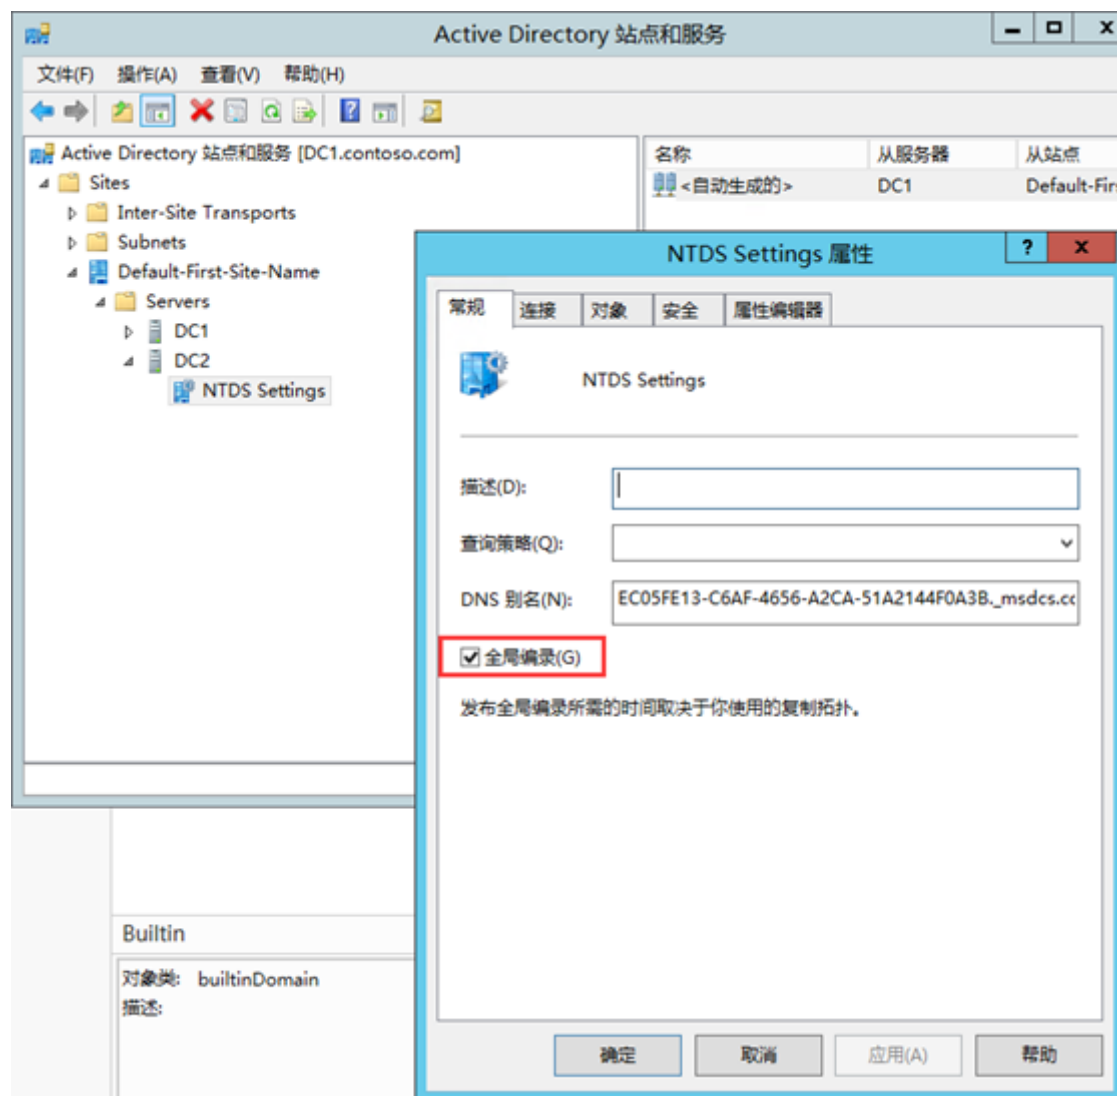 Active Directory 站点和服务
文件(F) 操作(A) 查看(V) 帮助(H)
Active Directory 站点和服务 [DC1.contoso.com]
Sites
Inter-Site Transports
Subnets
Default-First-Site-Name
Servers
DC1
DC2
NTDS Settings
名称 从服务器 从站点
<自动生成的> DC1 Default-Firs
NTDS Settings 属性
常规 连接 对象 安全 属性编辑器
NTDS Settings
描述(D):
查询策略(Q):
DNS 别名(N): EC05FE13-C6AF-4656-A2CA-51A2144F0A3B._msdcs.cc
全局编录(G)
发布全局编录所需的时间取决于你使用的复制拓扑。
确定 取消 应用(A) 帮助
Builtin
对象类: builtinDomain
描述: